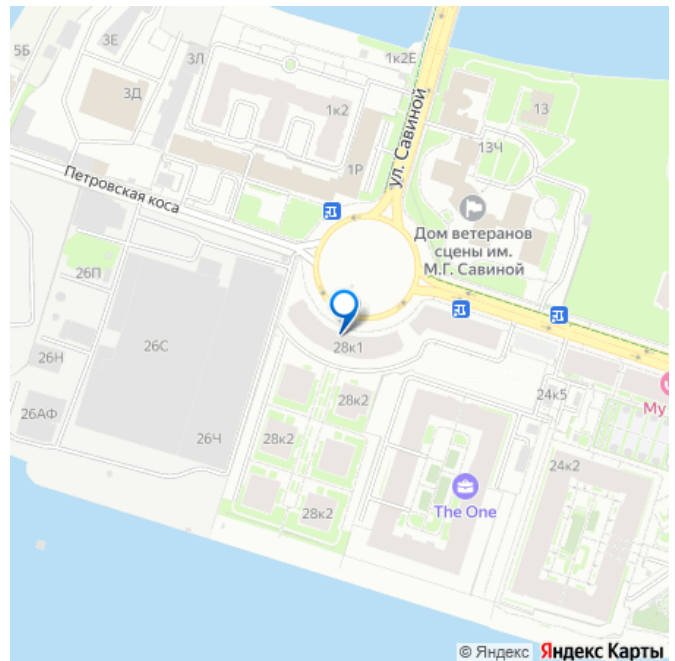 5Б
3Е
3Л
1к2Е
3Д
1к2
13
ул. Савиной
13Ч
1Р
Петровская коса
Дом ветеранов
сцены им.
М.Г. Савиной
26П
26С
28к1
26Н
24к5
My
26АФ
28к2
26Ч
28к2
24к2
The One
28к2
© Яндекс Яндекс Карты